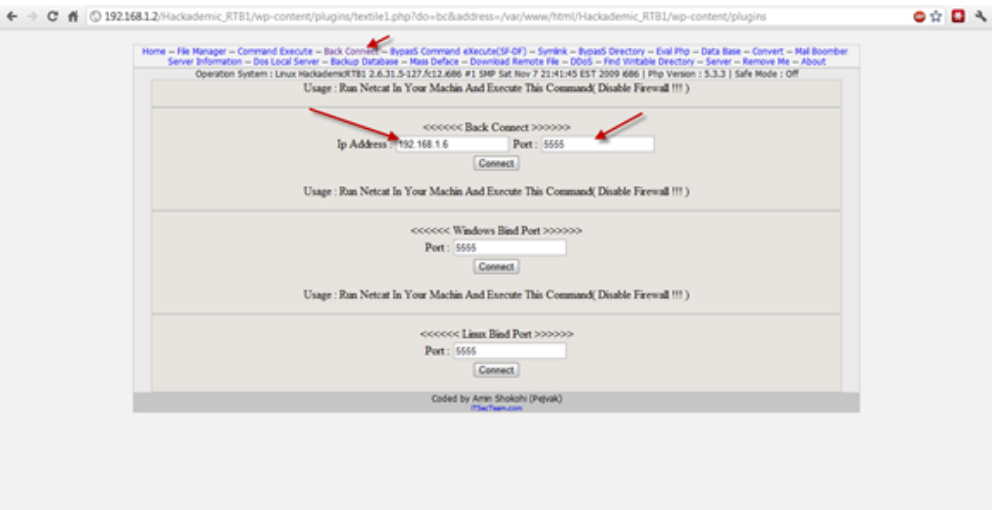 192.168.1.2/Hackademic_RTB1/wp-content/plugins/textile1.php?do=bc&address=/var/www/html/Hackademic_RTB1/wp-content/plugins
Home -- File Manager -- Command Execute -- Back Connect -- BypasS Command eXecute(SF-DF) -- Symlink -- BypasS Directory -- Eval Php -- Data Base -- Convert -- Mail Boomber
Server Information -- Dos Local Server -- Backup Database -- Mass Deface -- Download Remote File -- DDoS -- Find Writable Directory -- Server -- Remove Me -- About
Operation System : Linux HackademicRTB1 2.6.31.5-127.fc12.i686 #1 SMP Sat Nov 7 21:41:45 EST 2009 i686 | Php Version : 5.3.3 | Safe Mode : Off
Usage : Run Netcat In Your Machin And Execute This Command( Disable Firewall !!! )
<<<<<< Back Connect >>>>>>
Ip Address : 192.168.1.6 Port : 5555
Connect
Usage : Run Netcat In Your Machin And Execute This Command( Disable Firewall !!! )
<<<<<< Windows Bind Port >>>>>>
Port : 5555
Connect
Usage : Run Netcat In Your Machin And Execute This Command( Disable Firewall !!! )
<<<<<< Linux Bind Port >>>>>>
Port : 5555
Connect
Coded by Amin Shokohi (Pejvak)
iTSecTeam.com